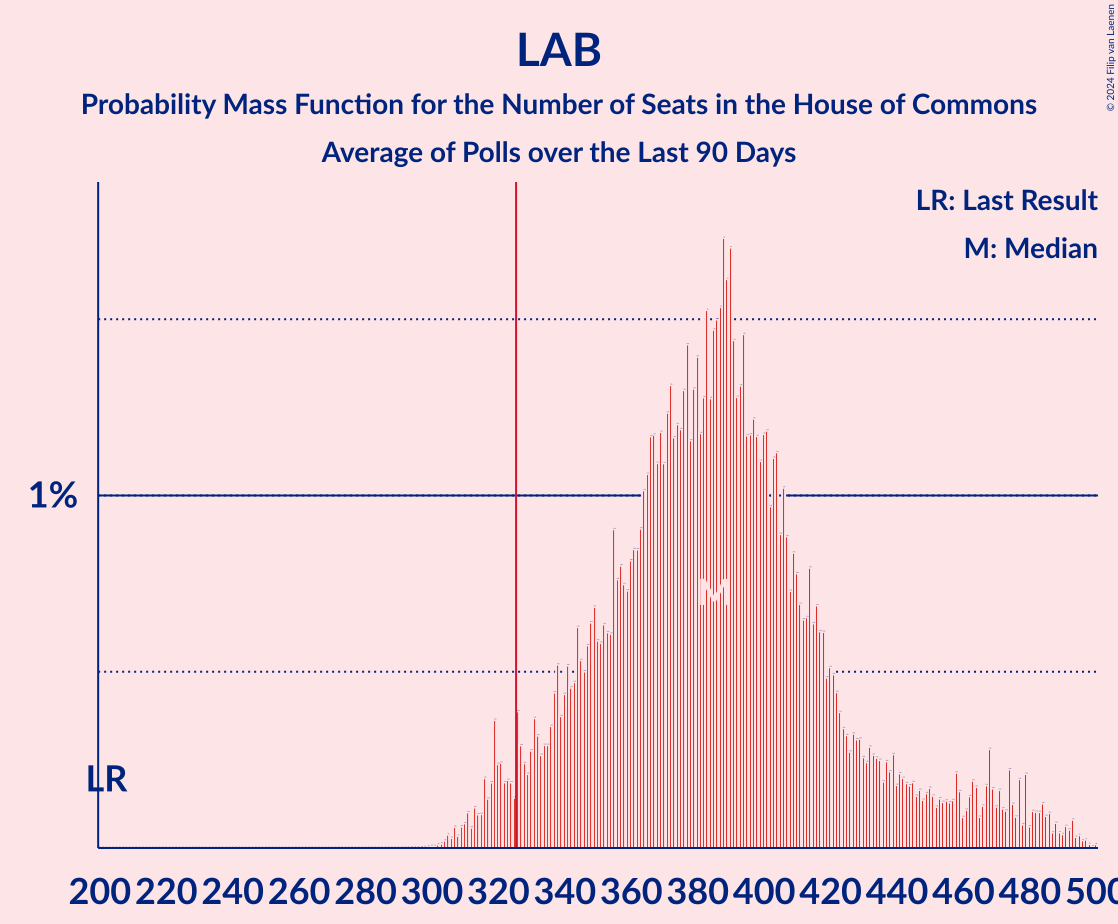 LAB
Probability Mass Function for the Number of Seats in the House of Commons
Average of Polls over the Last 90 Days
© 2024 Filip van Laenen
LR: Last Result
M: Median
1%
M
LR
200 220 240 260 280 300 320 340 360 380 400 420 440 460 480 500